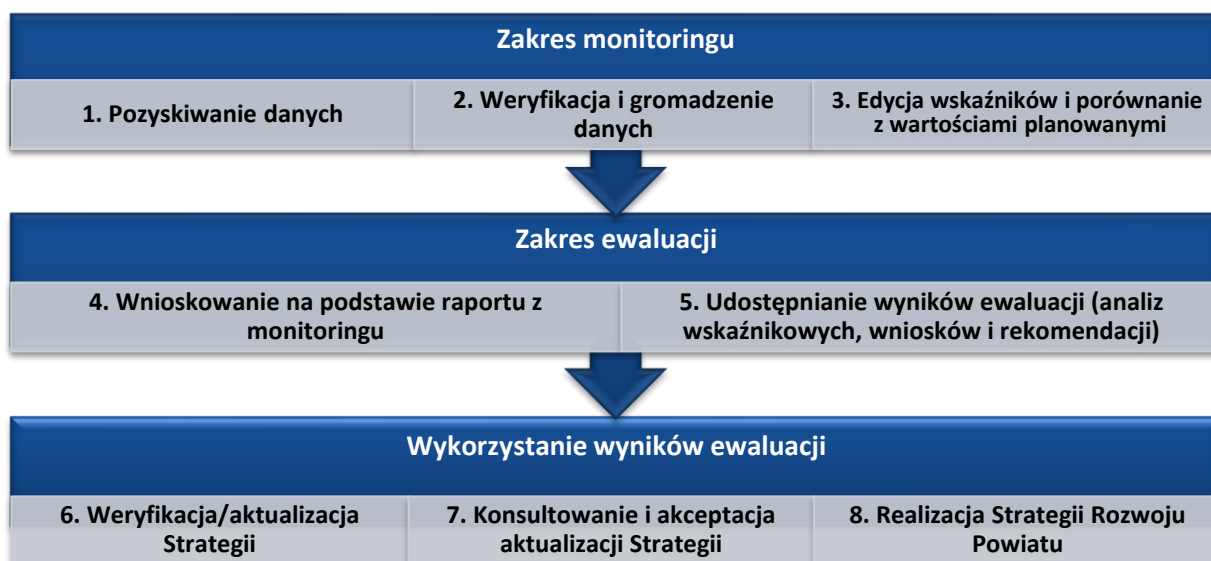 Zakres monitoringu
1. Pozyskiwanie danych
2. Weryfikacja i gromadzenie
danych
3. Edycja wskaźników i porównanie
z wartościami planowanymi
Zakres ewaluacji
4. Wnioskowanie na podstawie raportu z
monitoringu
5. Udostępnianie wyników ewaluacji (analiz
wskaźnikowych, wniosków i rekomendacji)
Wykorzystanie wyników ewaluacji
6. Weryfikacja/aktualizacja
Strategii
7. Konsultowanie i akceptacja
aktualizacji Strategii
8. Realizacja Strategii Rozwoju
Powiatu